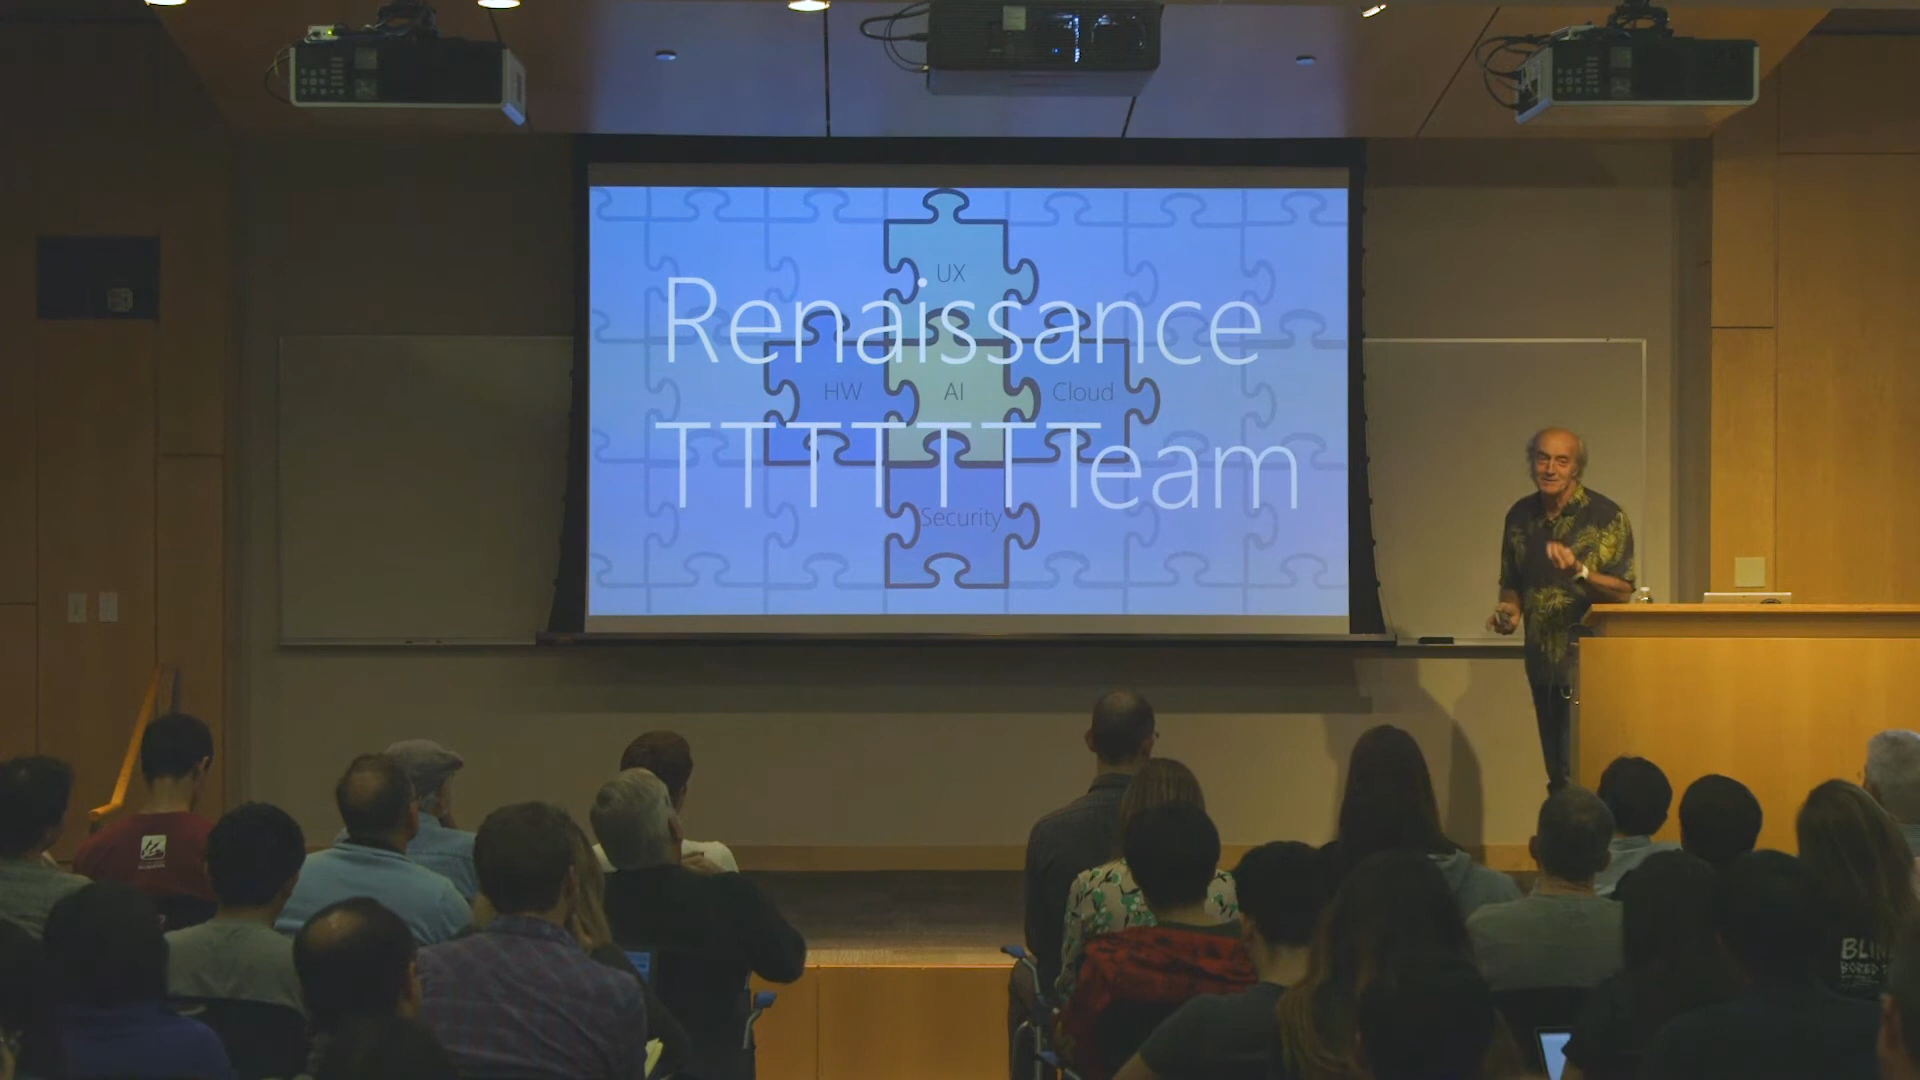 UX
Renaissance
HW AI Cloud
TTTTTTTeam
Security